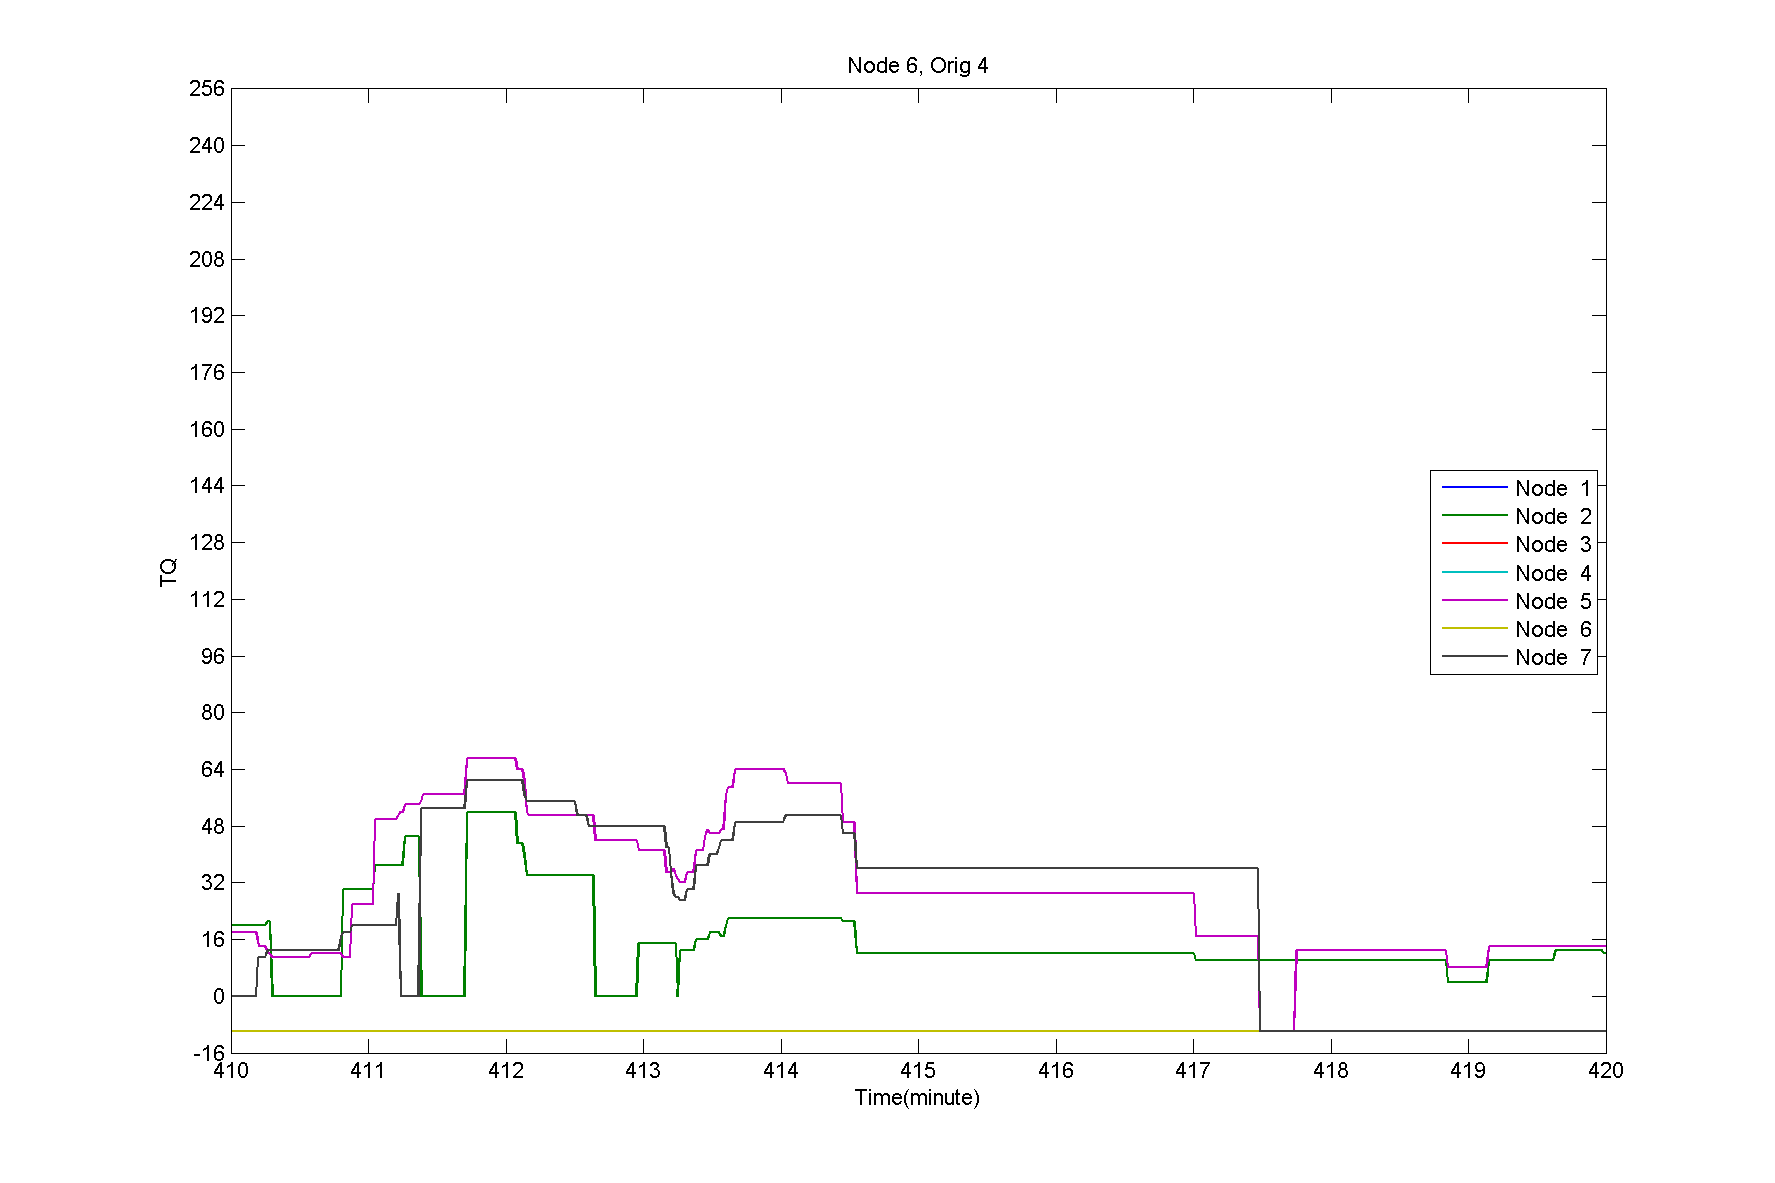 Node 6, Orig 4
256
240
224
208
192
176
160
144
128
112
96
80
64
48
32
16
0
-16
TQ
Node 1
Node 2
Node 3
Node 4
Node 5
Node 6
Node 7
410 411 412 413 414 415 416 417 418 419 420
Time(minute)